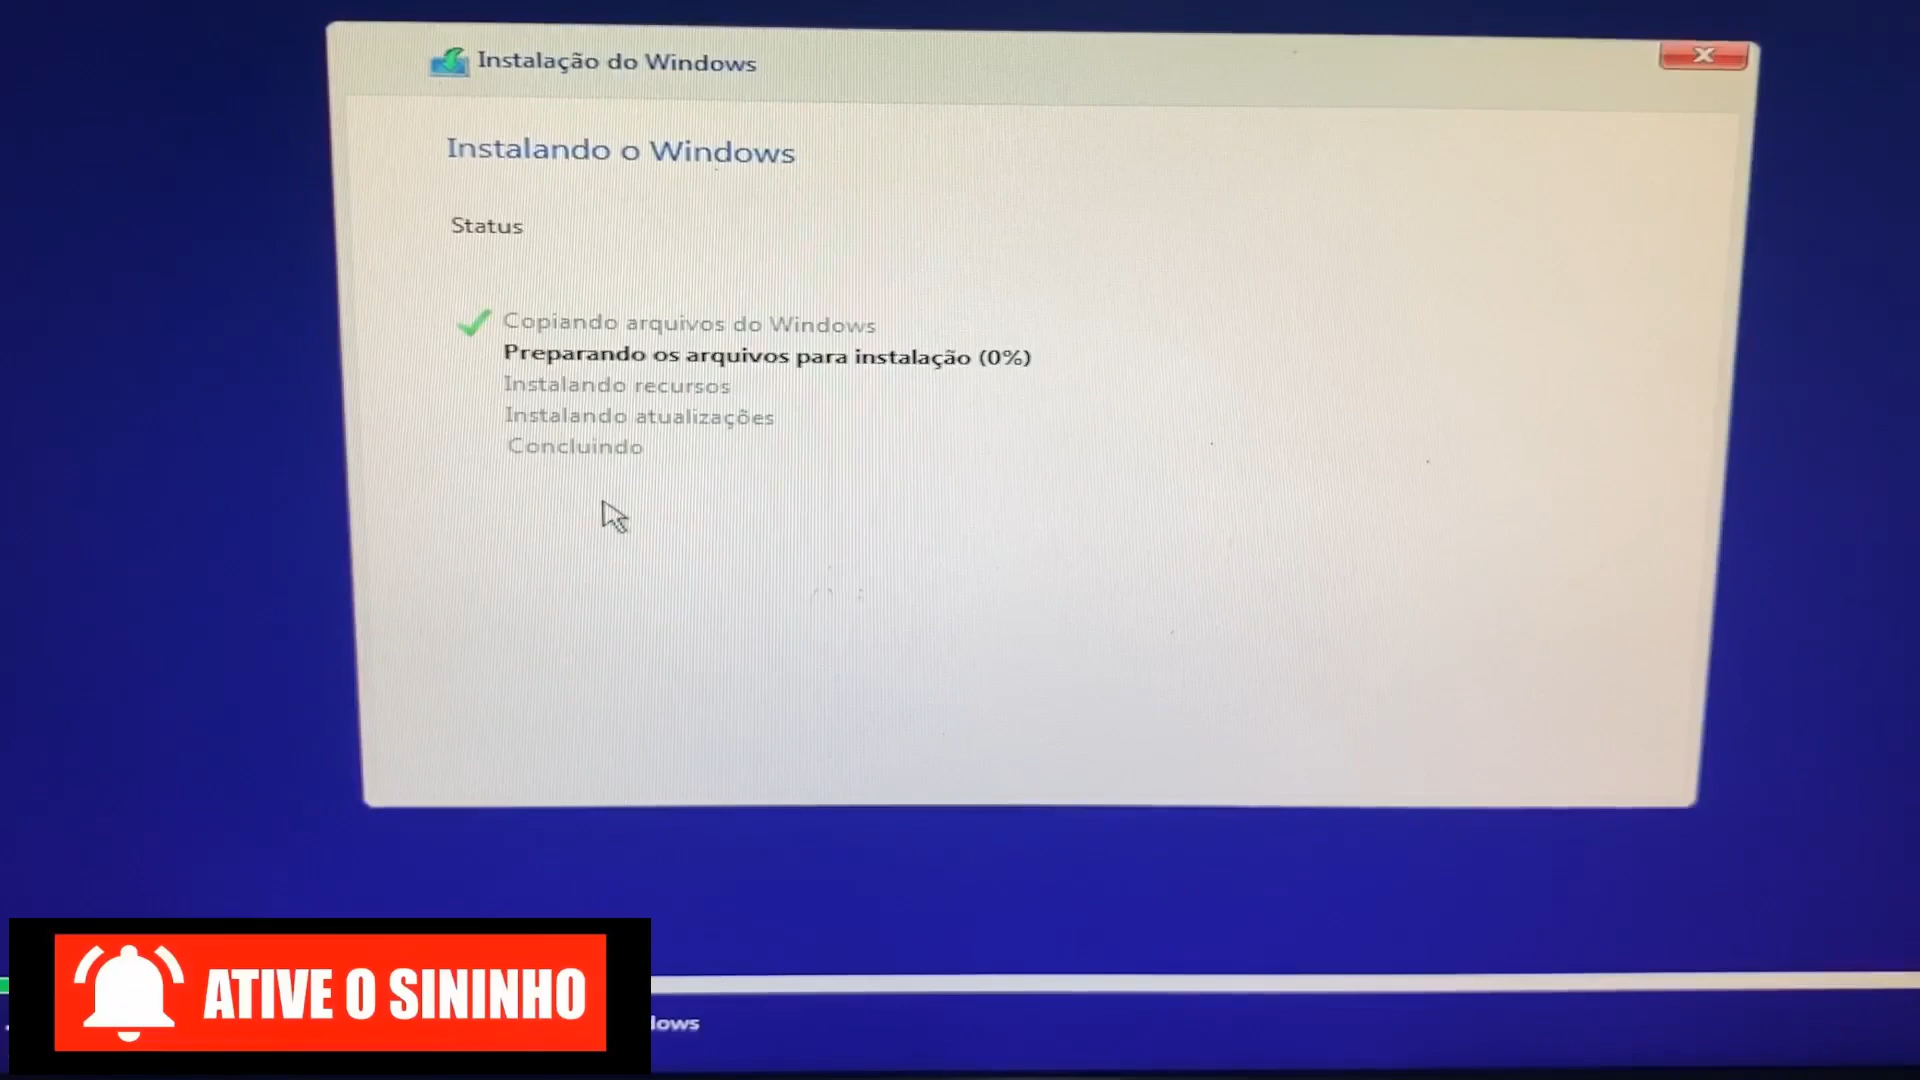 Instalação do Windows
Instalando o Windows
Status
Copiando arquivos do Windows
Preparando os arquivos para instalação (0%)
Instalando recursos
Instalando atualizações
Concluindo
ATIVE O SININHO